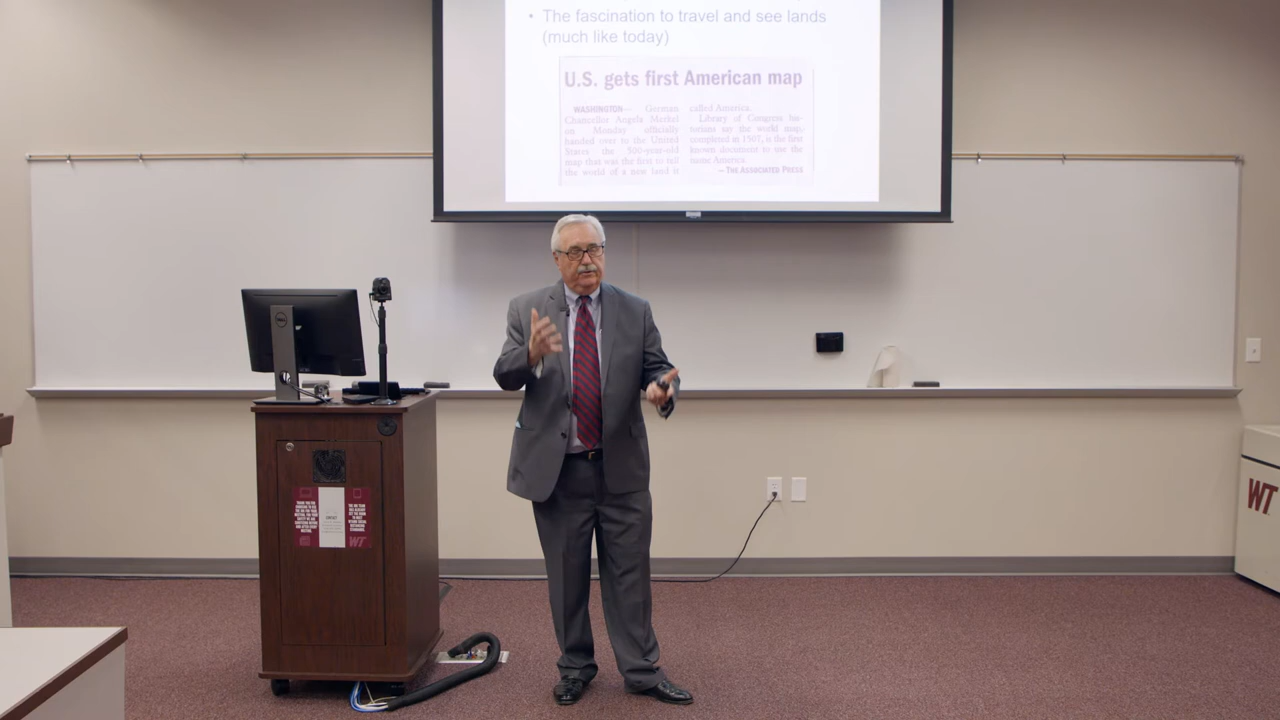 • The fascination to travel and see lands
(much like today)
U.S. gets first American map
WASHINGTON— German
Chancellor Angela Merkel
on Monday officially
handed over to the United
States the 500-year-old
map that was the first to tell
the world of a new land it
called America.
Library of Congress his-
torians say the world map,
completed in 1507, is the first
known document to use the
name America.
— THE ASSOCIATED PRESS
DELL
WT
WT